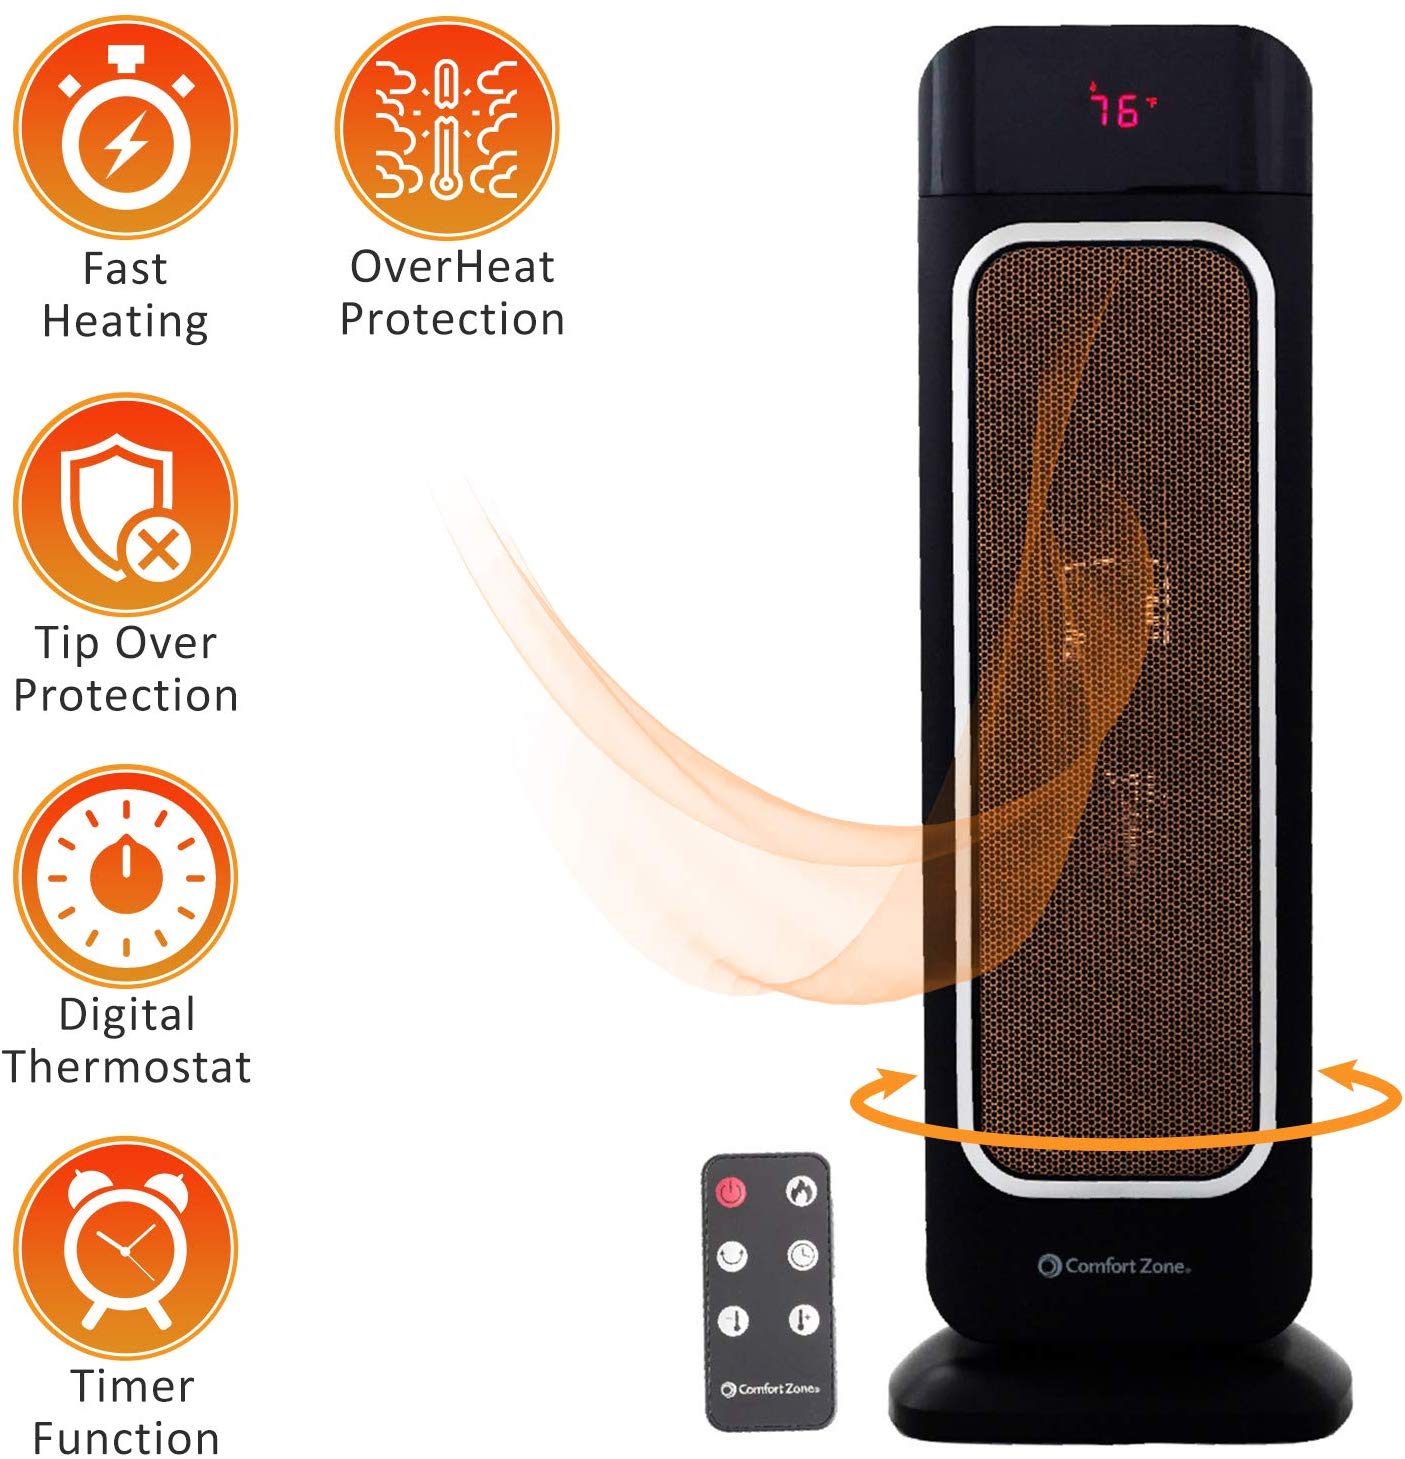 Fast
Heating
OverHeat
Protection
Tip Over
Protection
Digital
Thermostat
Timer
Function
76 °F
Comfort Zone®
Comfort Zone®